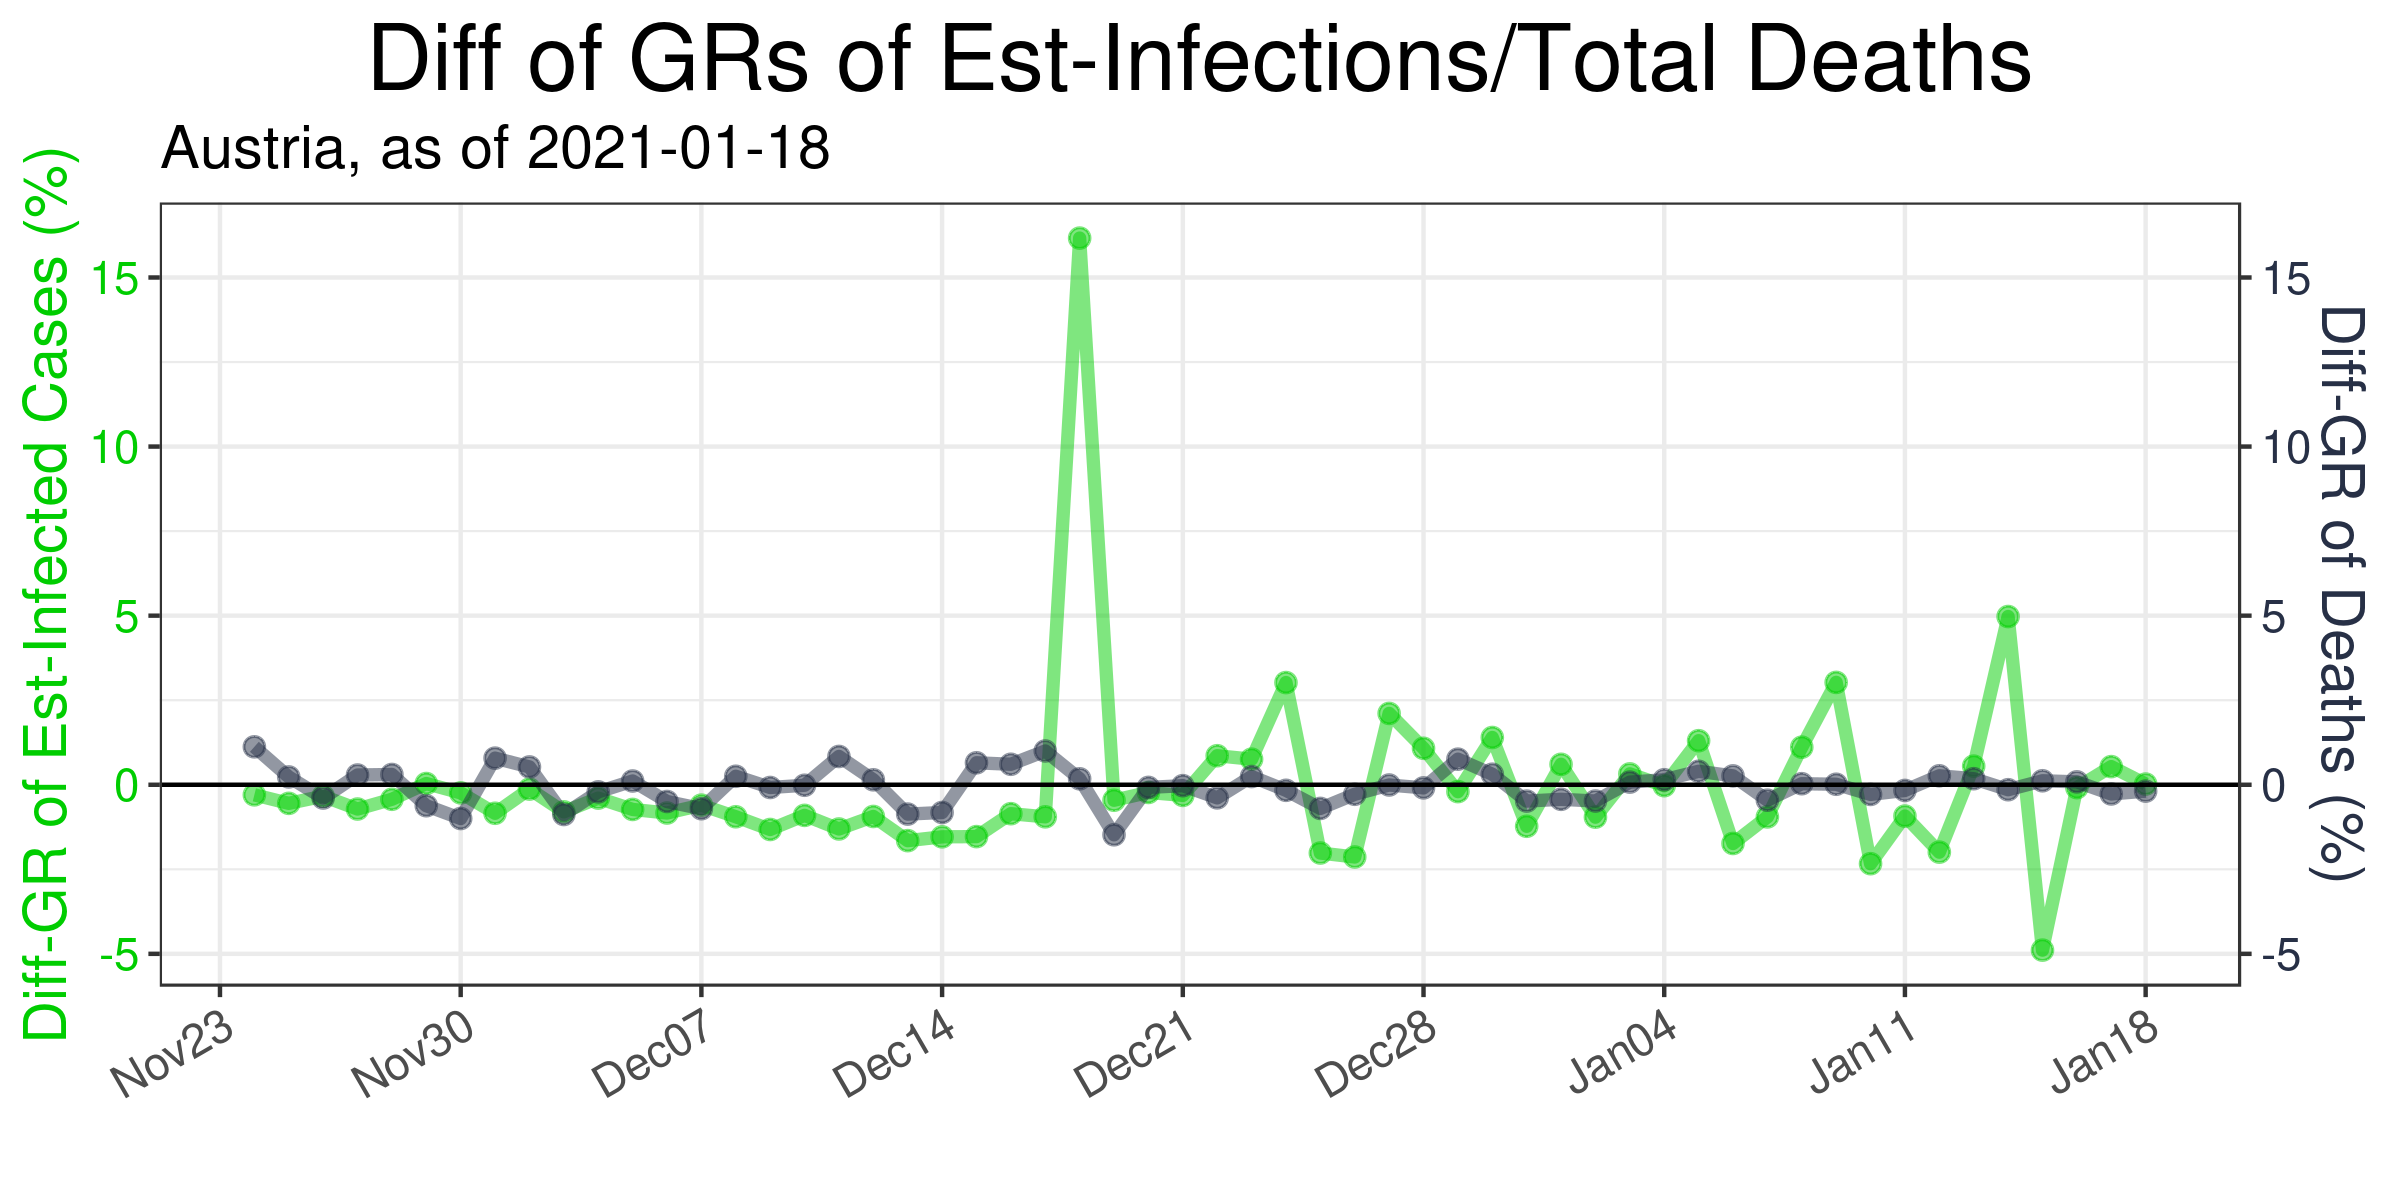 Diff of GRs of Est-Infections/Total Deaths
Austria, as of 2021-01-18
Diff-GR of Est-Infected Cases (%)
15
10
5
0
-5
15
10
5
0
-5
Diff-GR of Deaths (%)
Nov23
Nov30
Dec07
Dec14
Dec21
Dec28
Jan04
Jan11
Jan18